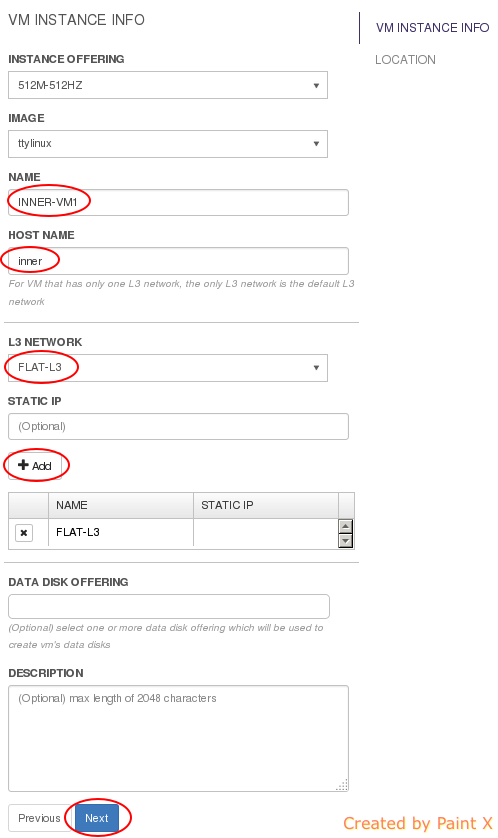 VM INSTANCE INFO
VM INSTANCE INFO
LOCATION
INSTANCE OFFERING
512M-512HZ
IMAGE
ttylinux
NAME
INNER-VM1
HOST NAME
inner
For VM that has only one L3 network, the only L3 network is the default L3
network
L3 NETWORK
FLAT-L3
STATIC IP
(Optional)
Add
NAME STATIC IP
FLAT-L3
DATA DISK OFFERING
(Optional) select one or more data disk offering which will be used to
create vm's data disks
DESCRIPTION
(Optional) max length of 2048 characters
Previous Next
Created by Paint X